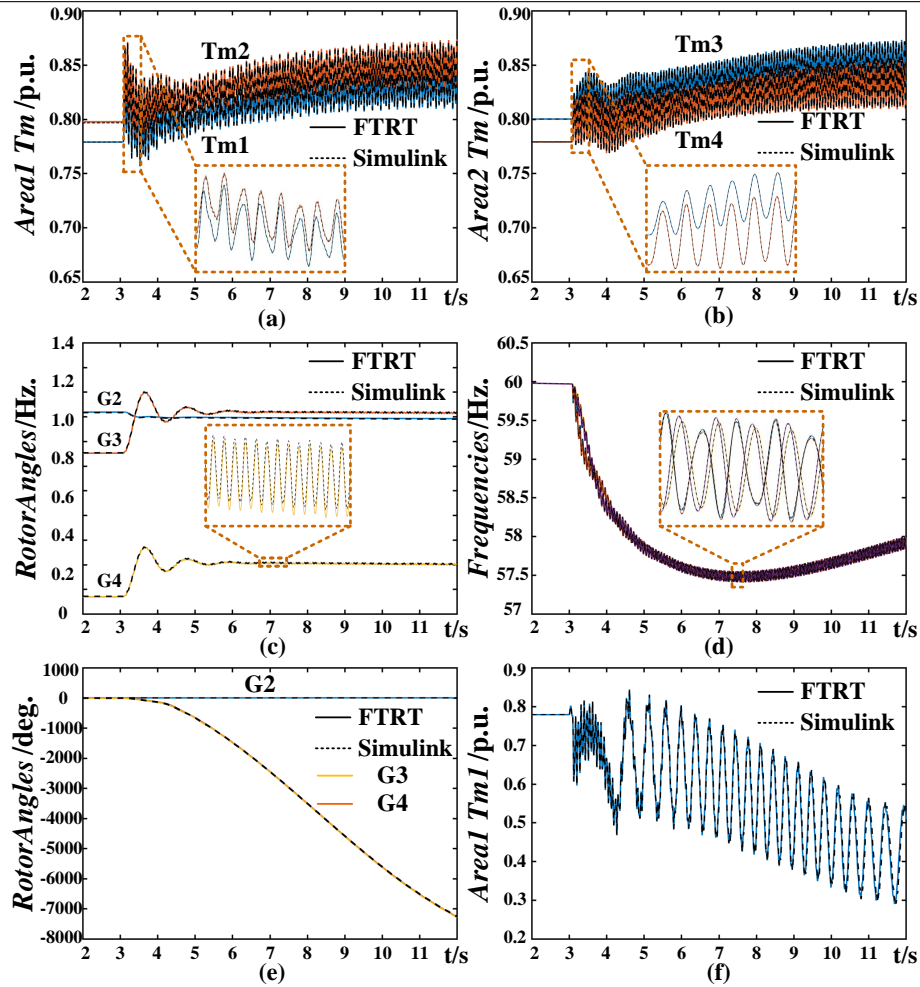 Area1 Tm /p.u.
0.90
0.85
0.80
0.75
0.70
0.65
Tm2
Tm1
FTRT
Simulink
2 3 4 5 6 7 8 9 10 11 t/s
(a)
Area2 Tm /p.u.
0.90
0.85
0.80
0.75
0.70
0.65
Tm3
Tm4
FTRT
Simulink
2 3 4 5 6 7 8 9 10 11 t/s
(b)
RotorAngles/Hz.
1.4
1.2
1.0
0.8
0.6
0.4
0.2
0
G2
G3
G4
FTRT
Simulink
2 3 4 5 6 7 8 9 10 11 t/s
(c)
Frequencies/Hz.
60.5
60
59.5
59
58.5
58
57.5
57
FTRT
Simulink
2 3 4 5 6 7 8 9 10 11 t/s
(d)
RotorAngles /deg.
1000
0
-1000
-2000
-3000
-4000
-5000
-6000
-7000
-8000
G2
FTRT
Simulink
G3
G4
2 3 4 5 6 7 8 9 10 11 t/s
(e)
Area1 Tm1 /p.u.
0.9
0.8
0.7
0.6
0.5
0.4
0.3
0.2
FTRT
Simulink
2 3 4 5 6 7 8 9 10 11 t/s
(f)